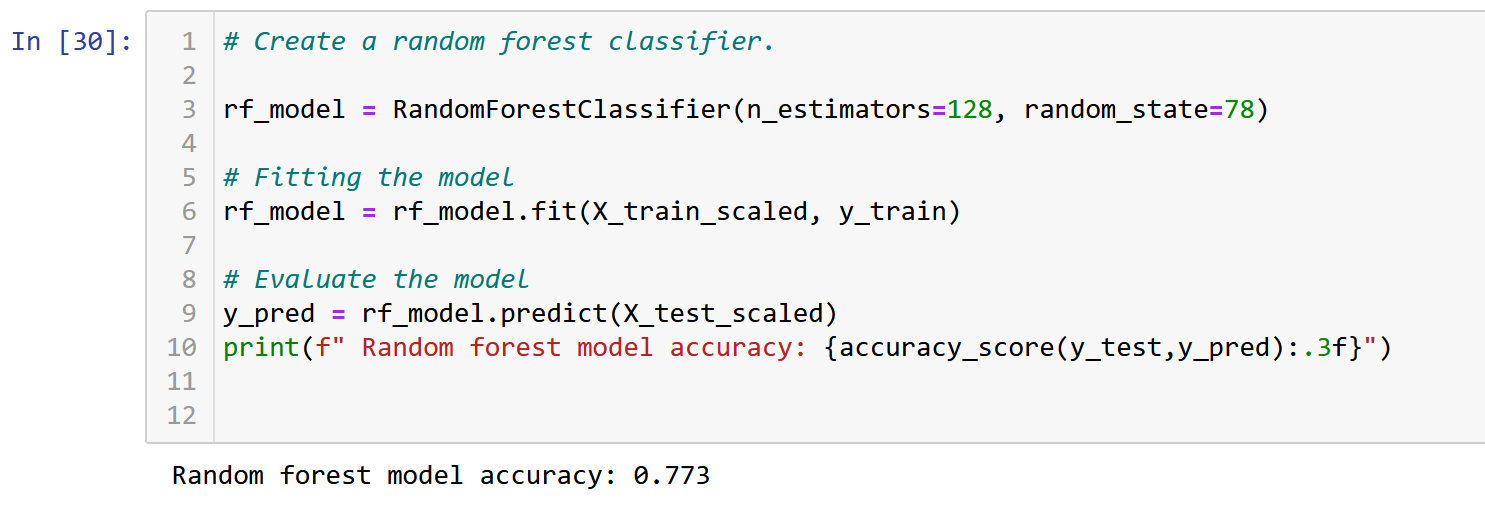 In [30]:
1 # Create a random forest classifier.
2
3 rf_model = RandomForestClassifier(n_estimators=128, random_state=78)
4
5 # Fitting the model
6 rf_model = rf_model.fit(X_train_scaled, y_train)
7
8 # Evaluate the model
9 y_pred = rf_model.predict(X_test_scaled)
10 print(f" Random forest model accuracy: {accuracy_score(y_test,y_pred):.3f}")
11
12
Random forest model accuracy: 0.773